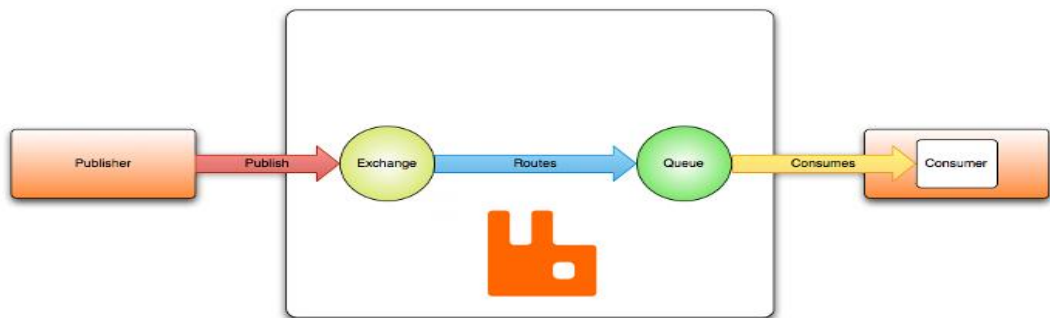 Publisher
Publish
Exchange
Routes
Queue
Consumes
Consumer